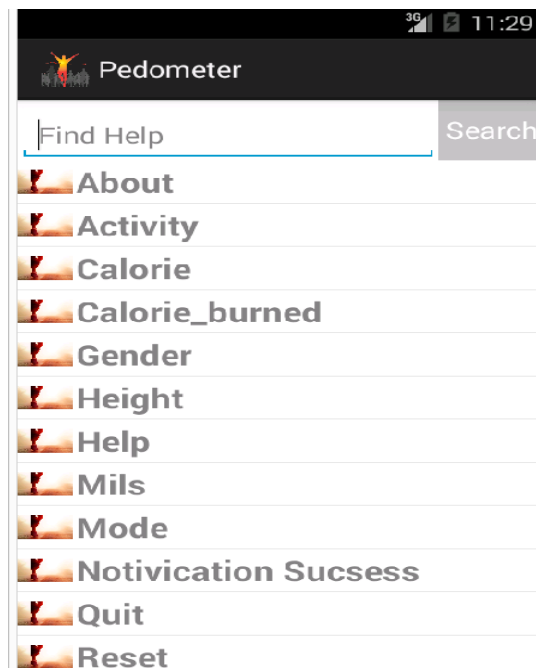 3G 11:29
Pedometer
Find Help Search
About
Activity
Calorie
Calorie_burned
Gender
Height
Help
Mils
Mode
Notivication Sucsess
Quit
Reset